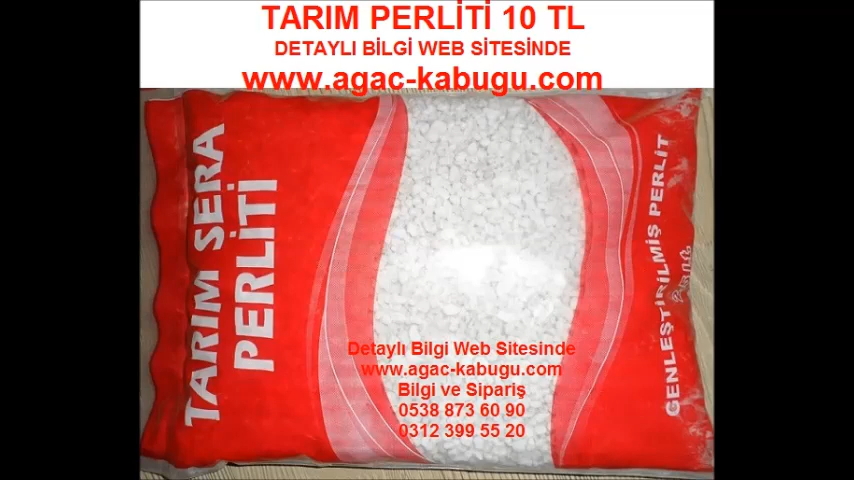 TARIM PERLİTİ 10 TL
DETAYLI BİLGİ WEB SİTESİNDE
www.agac-kabugu.com
TARIM SERA
PERLİTİ
GENLEŞTİRİLMİŞ PERLİT
Detaylı Bilgi Web Sitesinde
www.agac-kabugu.com
Bilgi ve Sipariş
0538 873 60 90
0312 399 55 20